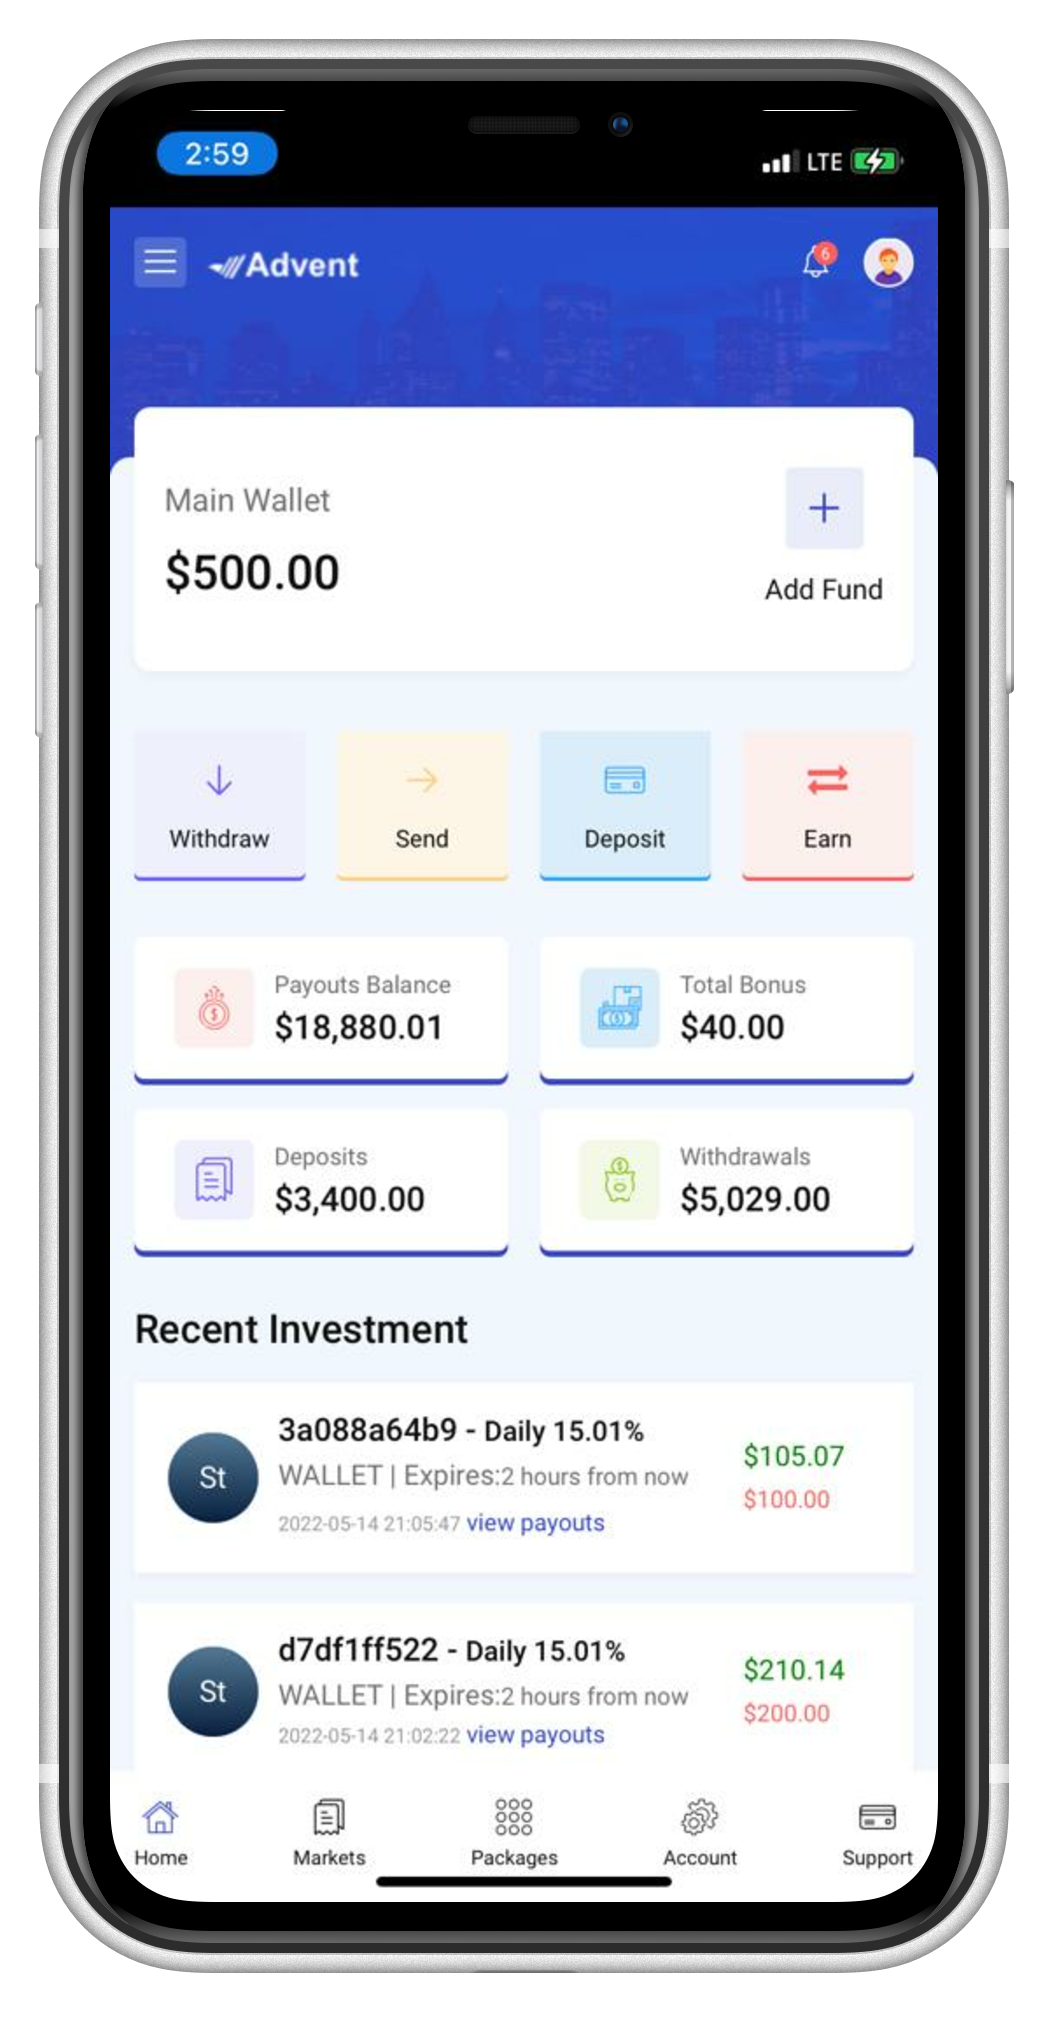 2:59
LTE
Advent
6
Main Wallet
$500.00
Add Fund
Withdraw
Send
Deposit
Earn
Payouts Balance
$18,880.01
Total Bonus
$40.00
Deposits
$3,400.00
Withdrawals
$5,029.00
Recent Investment
3a088a64b9 - Daily 15.01%
St
WALLET | Expires:2 hours from now
2022-05-14 21:05:47 view payouts
$105.07
$100.00
d7df1ff522 - Daily 15.01%
St
WALLET | Expires:2 hours from now
2022-05-14 21:02:22 view payouts
$210.14
$200.00
Home
Markets
Packages
Account
Support